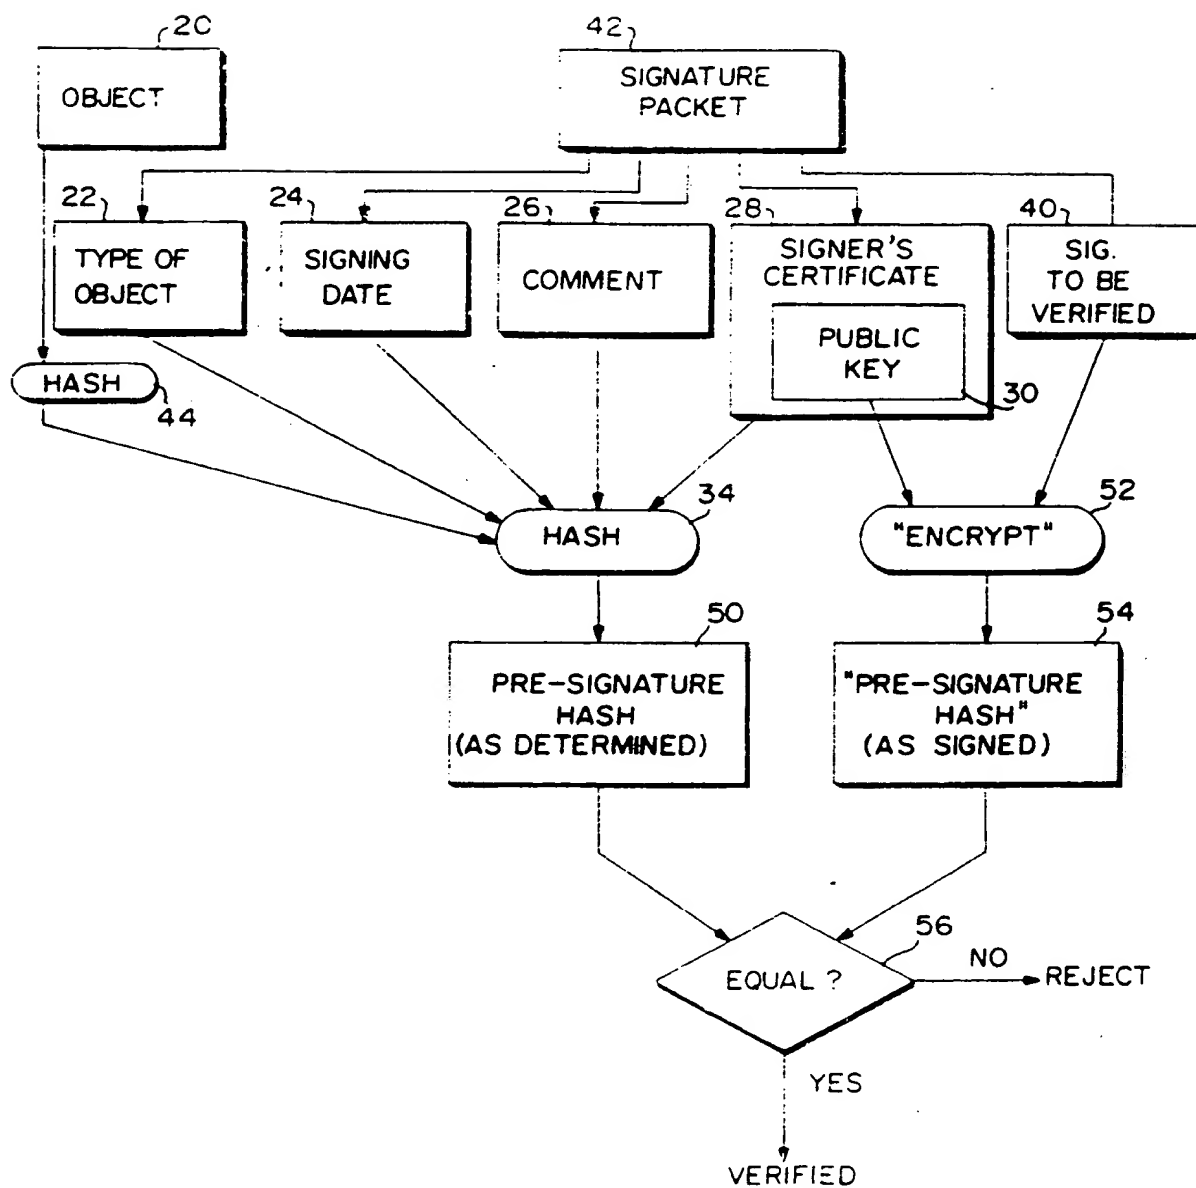 20
OBJECT
42
SIGNATURE
PACKET
22
TYPE OF
OBJECT
24
SIGNING
DATE
26
COMMENT
28
SIGNER'S
CERTIFICATE
PUBLIC
KEY
30
40
SIG.
TO BE
VERIFIED
HASH
44
HASH
34
"ENCRYPT"
52
50
PRE-SIGNATURE
HASH
(AS DETERMINED)
54
"PRE-SIGNATURE
HASH"
(AS SIGNED)
EQUAL ?
56
NO
REJECT
YES
VERIFIED